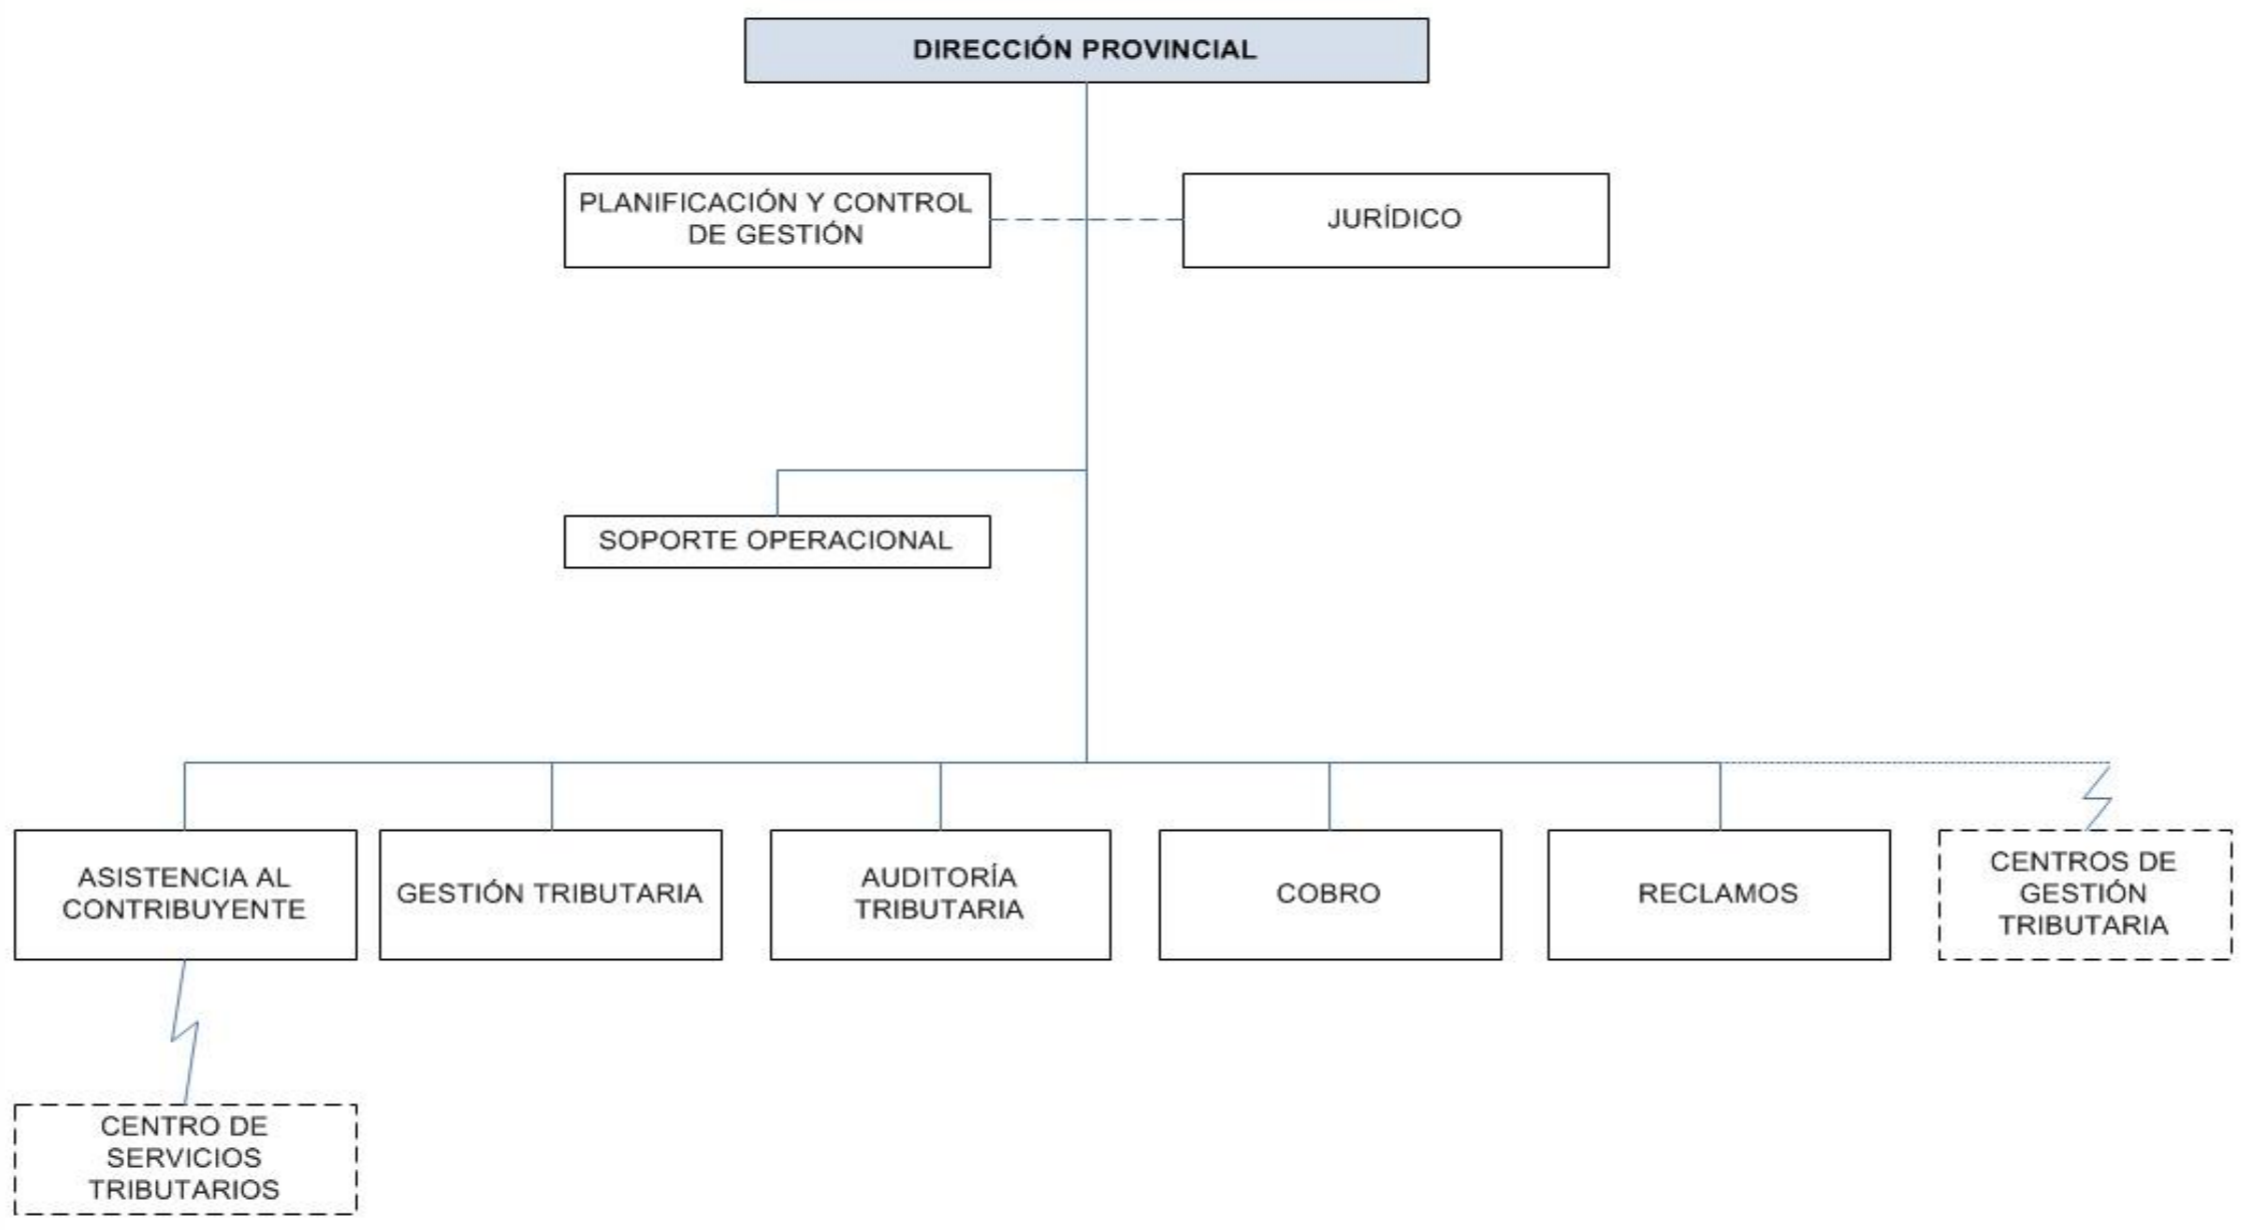 DIRECCIÓN PROVINCIAL
PLANIFICACIÓN Y CONTROL
DE GESTIÓN
JURÍDICO
SOPORTE OPERACIONAL
ASISTENCIA AL
CONTRIBUYENTE
GESTIÓN TRIBUTARIA
AUDITORÍA
TRIBUTARIA
COBRO
RECLAMOS
CENTROS DE
GESTIÓN
TRIBUTARIA
CENTRO DE
SERVICIOS
TRIBUTARIOS